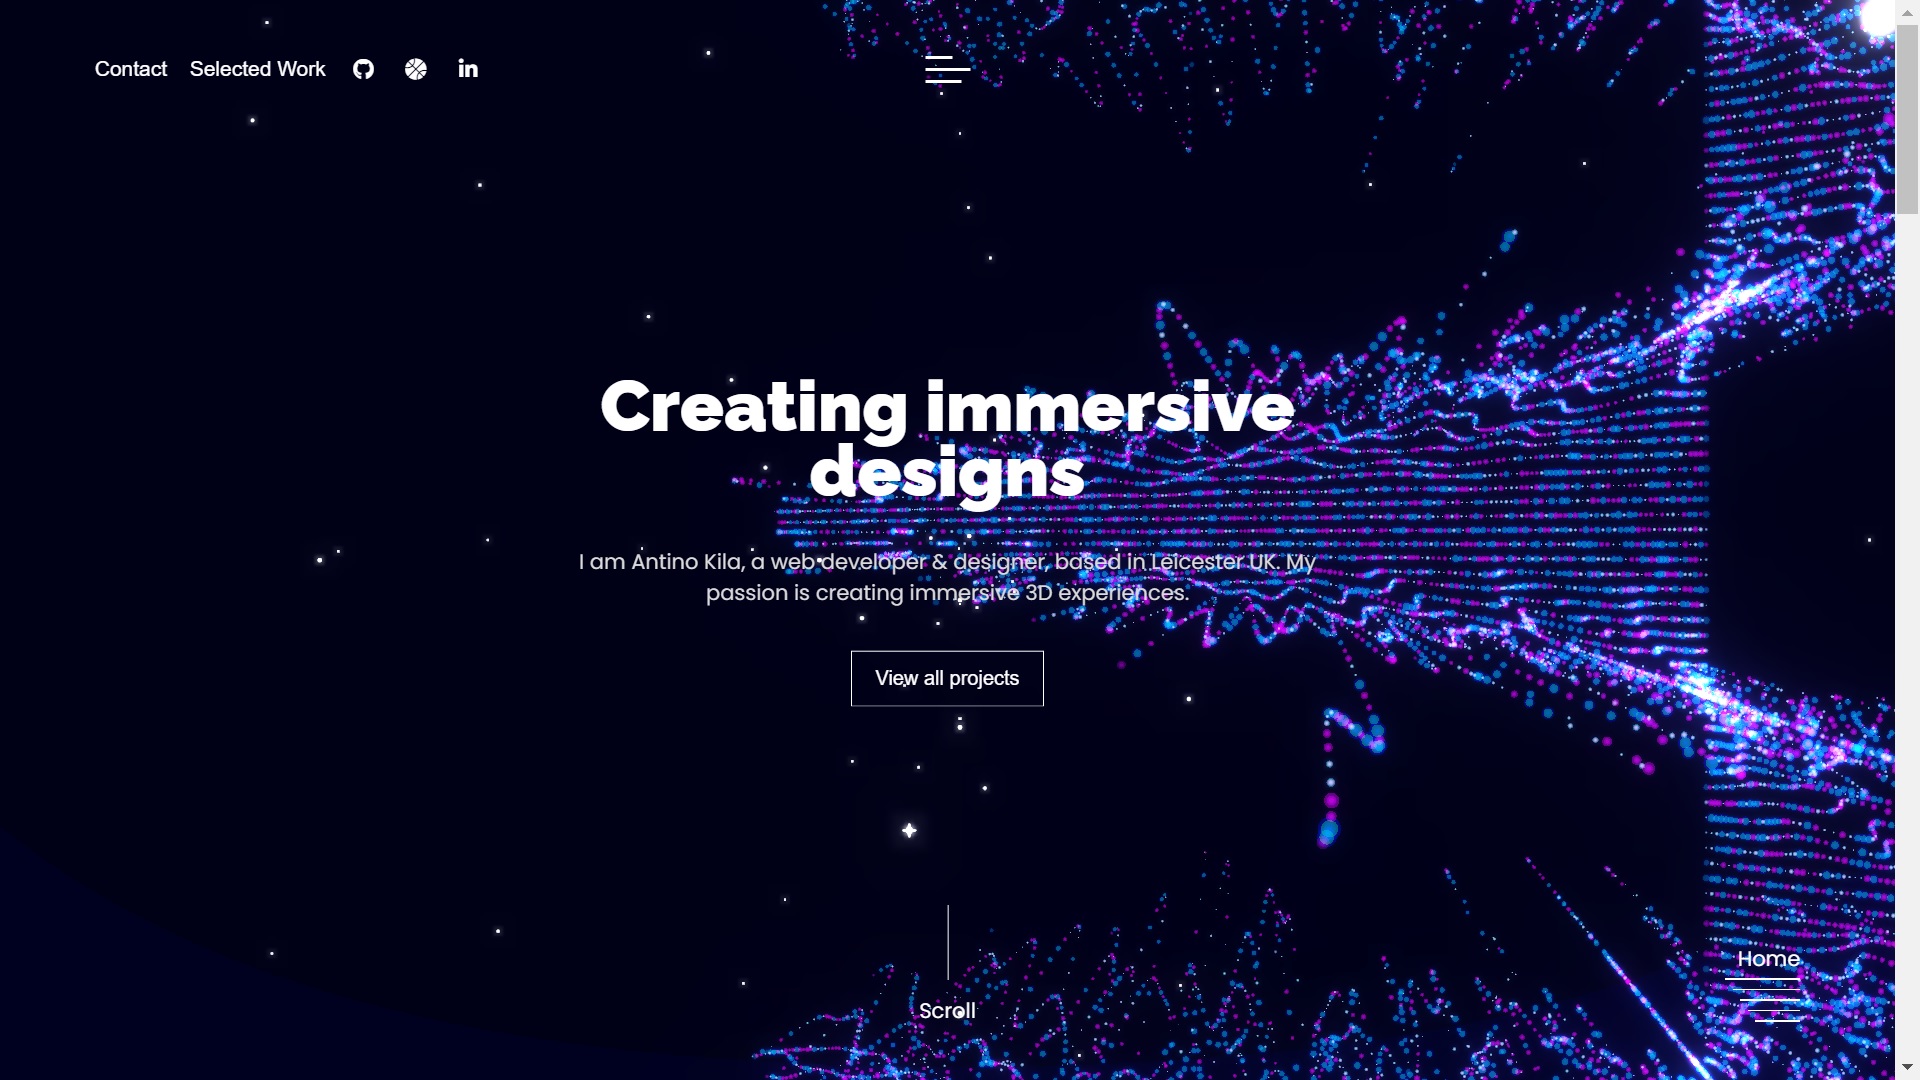 Contact Selected Work in
Creating immersive
designs
I am Antino Kila, a web developer & designer, based in Leicester UK. My
passion is creating immersive 3D experiences.
View all projects
Scroll
Home